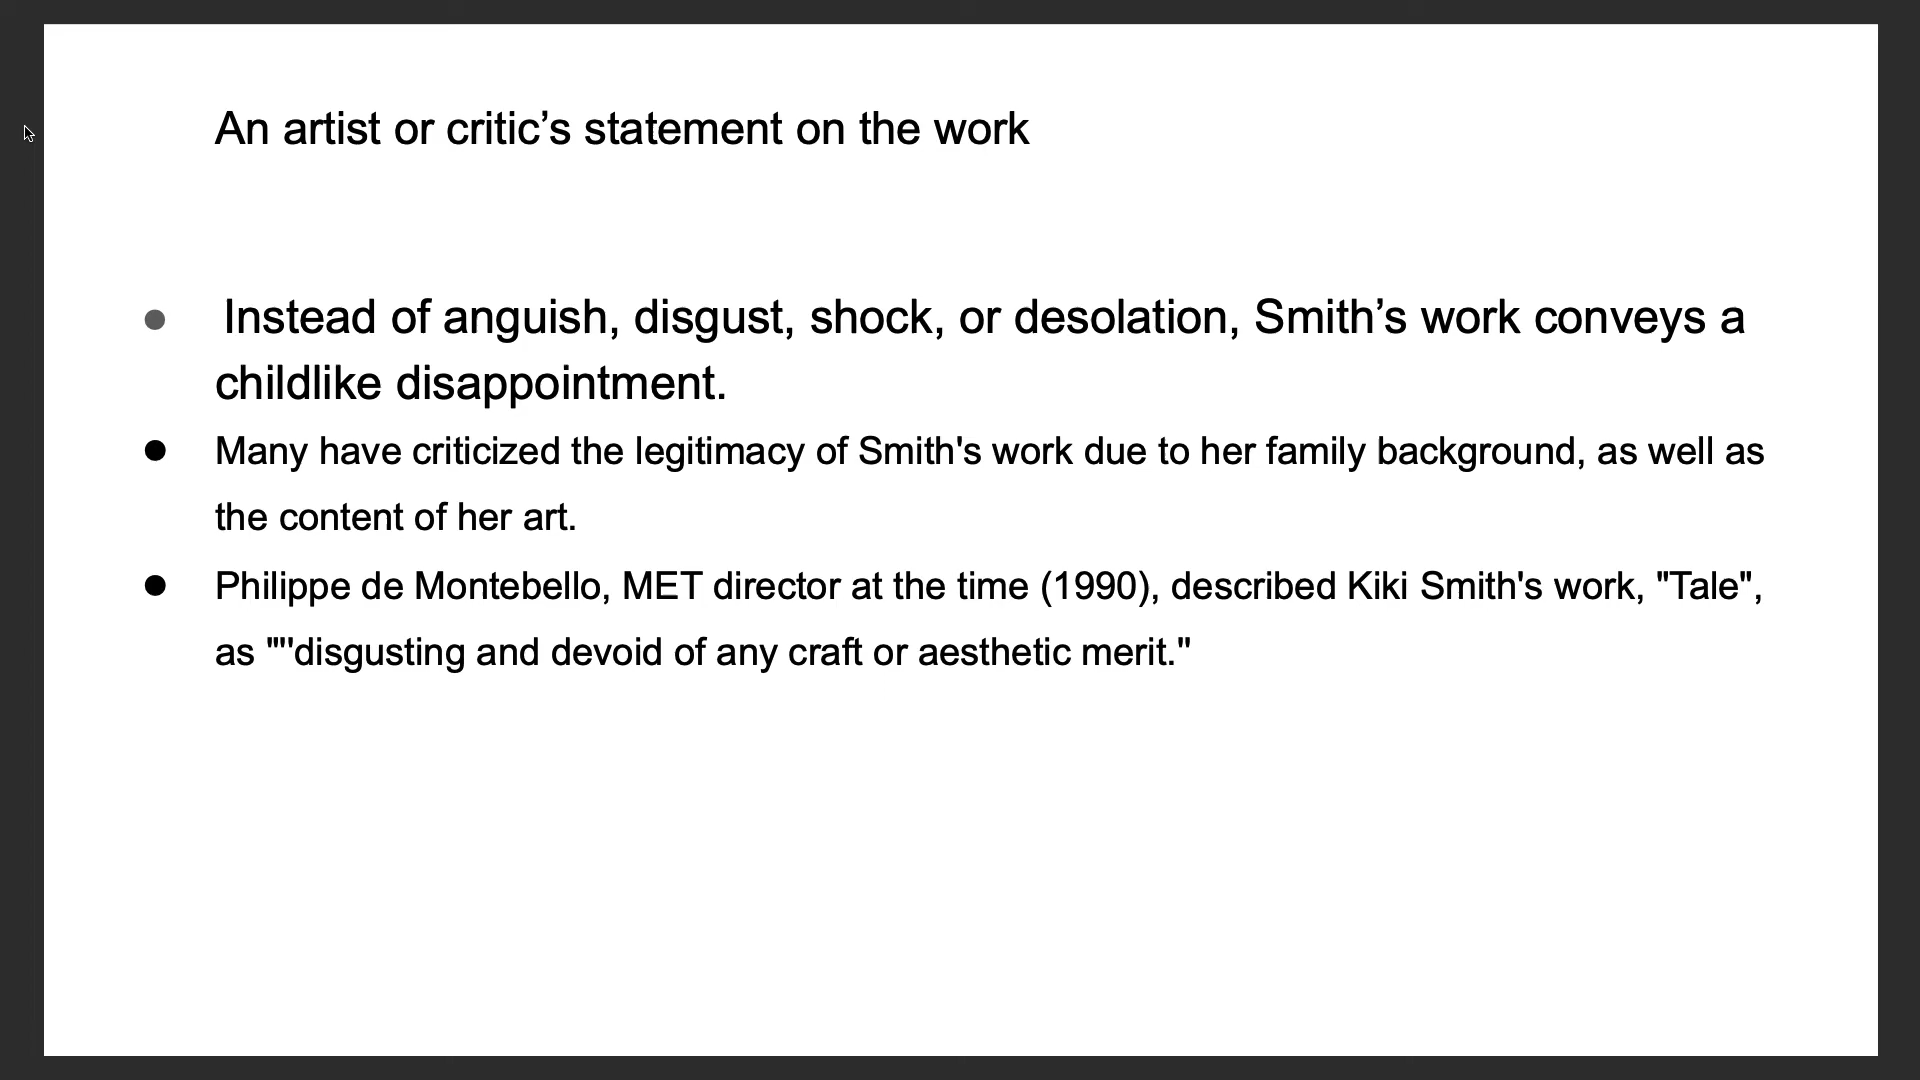 An artist or critic’s statement on the work
● Instead of anguish, disgust, shock, or desolation, Smith’s work conveys a
childlike disappointment.
● Many have criticized the legitimacy of Smith's work due to her family background, as well as
the content of her art.
● Philippe de Montebello, MET director at the time (1990), described Kiki Smith's work, "Tale",
as ""'disgusting and devoid of any craft or aesthetic merit."